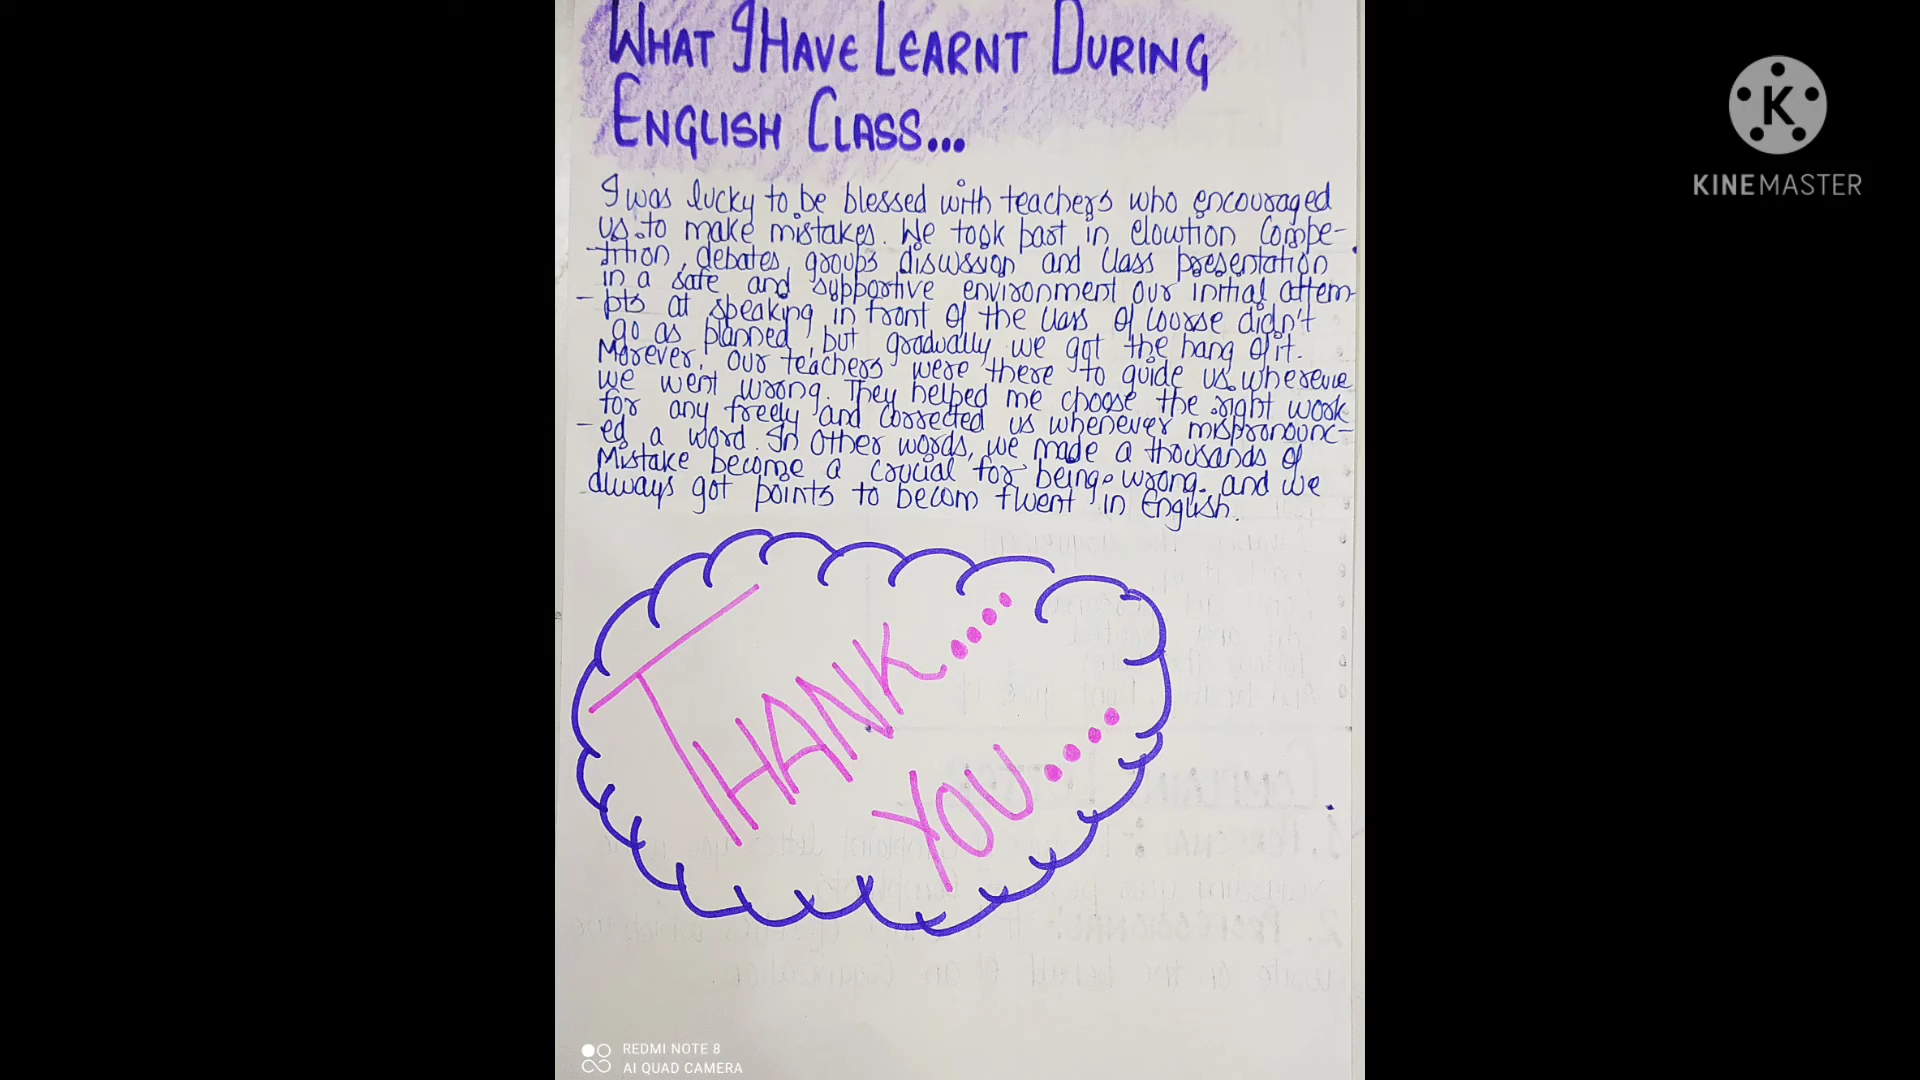 WHAT I HAVE LEARNT DURING
ENGLISH CLASS...
I was lucky to be blessed with teachers who encouraged
us to make mistakes. We took part in elocution Compe-
-tition, debates, groups discussion and class presentation
in a safe and supportive environment our initial attem-
-pts at speaking in front of the class of course didn't
go as planned, but gradually we got the hang of it.
Morever, our teachers were there to guide us wherever
we went wrong. They helped me choose the right work
for any freely and corrected us whenever mispronounc-
-ed a word. In other words, we made a thousands of
Mistake become a crucial for being wrong. and we
always got points to becom fluent in English.
THANK.....
YOU.....
KINEMASTER
REDMI NOTE 8
AI QUAD CAMERA